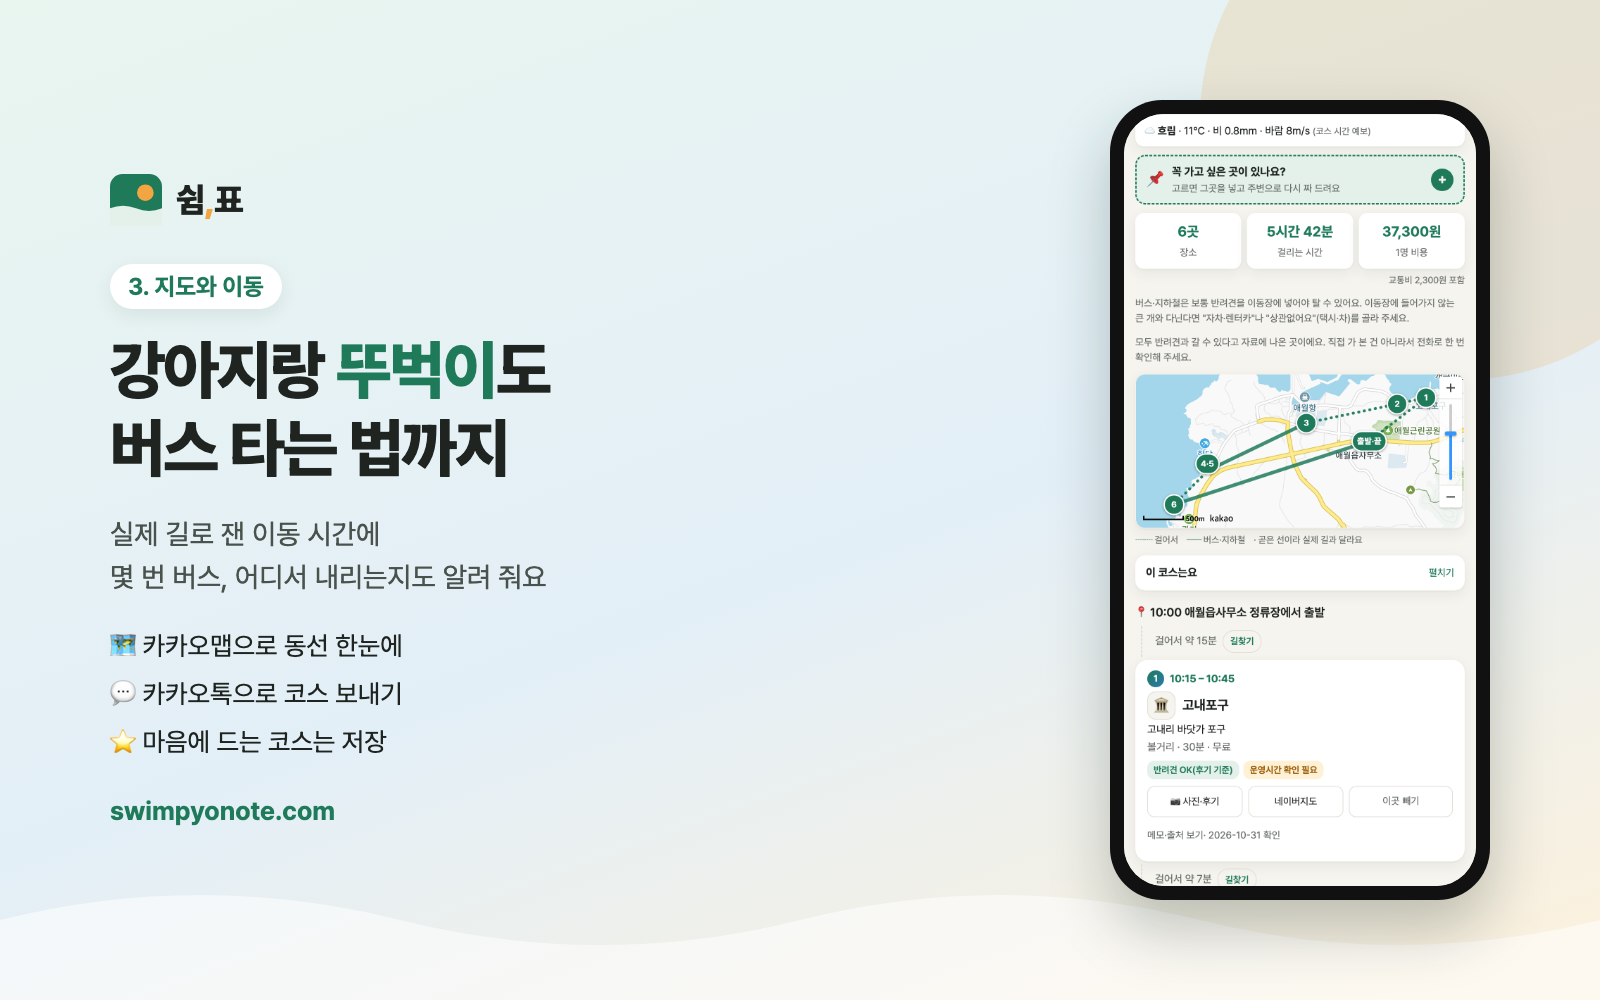 쉼,표
3. 지도와 이동
강아지랑 뚜벅이도
버스 타는 법까지
실제 길로 잰 이동 시간에
몇 번 버스, 어디서 내리는지도 알려 줘요
카카오맵으로 동선 한눈에
카카오톡으로 코스 보내기
마음에 드는 코스는 저장
swimpyonote.com
흐림 · 11°C · 비 0.8mm · 바람 8m/s (코스 시간 예보)
꼭 가고 싶은 곳이 있나요?
고르면 그곳을 넣고 주변으로 다시 짜 드려요
+
6곳
장소
5시간 42분
걸리는 시간
37,300원
1명 비용
교통비 2,300원 포함
버스·지하철은 보통 반려견을 이동장에 넣어야 탈 수 있어요. 이동장에 들어가지 않는
큰 개와 다닌다면 "자차·렌터카"나 "상관없어요"(택시·차)를 골라 주세요.
모두 반려견과 갈 수 있다고 자료에 나온 곳이에요. 직접 가 본 건 아니라서 전화로 한 번
확인해 주세요.
1
2
애월항
3
출발·끝
애월근린공원
애월읍사무소
4·5
6
500m
kakao
+
−
걸어서
버스·지하철
· 곧은 선이라 실제 길과 달라요
이 코스는요
펼치기
10:00 애월읍사무소 정류장에서 출발
걸어서 약 15분
길찾기
1
10:15 – 10:45
고내포구
고내리 바닷가 포구
볼거리 · 30분 · 무료
반려견 OK(후기 기준)
운영시간 확인 필요
사진·후기
네이버지도
이곳 빼기
메모·출처 보기· 2026-10-31 확인
걸어서 약 7분
길찾기